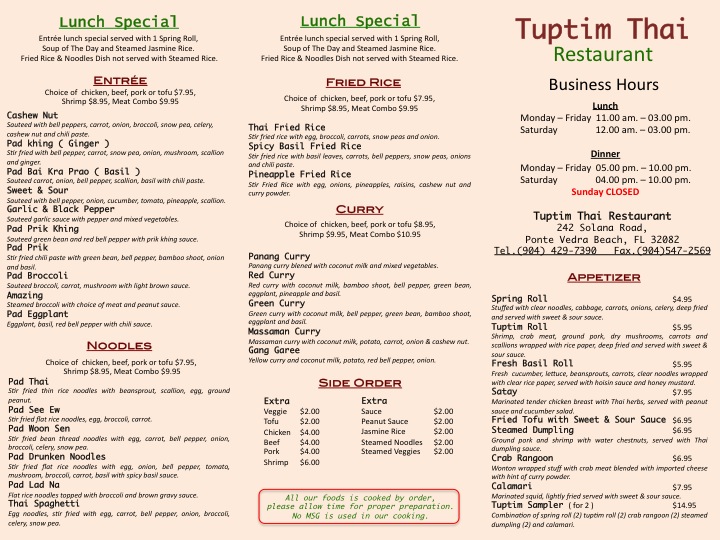 Lunch Special
Entrée lunch special served with 1 Spring Roll,
Soup of The Day and Steamed Jasmine Rice.
Fried Rice & Noodles Dish not served with Steamed Rice.
Entrée
Choice of chicken, beef, pork or tofu $7.95,
Shrimp $8.95, Meat Combo $9.95
Cashew Nut
Sauteed with bell peppers, carrot, onion, broccoli, snow pea, celery,
cashew nut and chili paste.
Pad khing ( Ginger )
Stir fried with bell pepper, carrot, snow pea, onion, mushroom, scallion
and ginger.
Pad Bai Kra Prao ( Basil )
Sauteed carrot, onion, bell pepper, scallion, basil with chili paste.
Sweet & Sour
Sauteed with bell pepper, onion, cucumber, tomato, pineapple, scallion.
Garlic & Black Pepper
Sauteed garlic sauce with pepper and mixed vegetables.
Pad Prik Khing
Sauteed green bean and red bell pepper with prik khing sauce.
Pad Prik
Stir fried chili paste with green bean, bell pepper, bamboo shoot, onion
and basil.
Pad Broccoli
Sauteed broccoli, carrot, mushroom with light brown sauce.
Amazing
Steamed broccoli with choice of meat and peanut sauce.
Pad Eggplant
Eggplant, basil, red bell pepper with chili sauce.
Noodles
Choice of chicken, beef, pork or tofu $7.95,
Shrimp $8.95, Meat Combo $9.95
Pad Thai
Stir fried thin rice noodles with beansprout, scallion, egg, ground
peanut.
Pad See Ew
Stir fried flat rice noodles, egg, broccoli, carrot.
Pad Woon Sen
Stir fried bean thread noodles with egg, carrot, bell pepper, onion,
broccoli, celery, snow pea.
Pad Drunken Noodles
Stir fried flat rice noodles with egg, onion, bell pepper, tomato,
mushroom, broccoli, carrot, basil with spicy basil sauce.
Pad Lad Na
Flat rice noodles topped with broccoli and brown gravy sauce.
Thai Spaghetti
Egg noodles, stir fried with egg, carrot, bell pepper, onion, broccoli,
celery, snow pea.
Lunch Special
Entrée lunch special served with 1 Spring Roll,
Soup of The Day and Steamed Jasmine Rice.
Fried Rice & Noodles Dish not served with Steamed Rice.
Fried Rice
Choice of chicken, beef, pork or tofu $7.95,
Shrimp $8.95, Meat Combo $9.95
Thai Fried Rice
Stir fried rice with egg, broccoli, carrots, snow peas and onion.
Spicy Basil Fried Rice
Stir fried rice with basil leaves, carrots, bell peppers, snow peas, onions
and chili paste.
Pineapple Fried Rice
Stir Fried Rice with egg, onions, pineapples, raisins, cashew nut and
curry powder.
Curry
Choice of chicken, beef, pork or tofu $8.95,
Shrimp $9.95, Meat Combo $10.95
Panang Curry
Panang curry blended with coconut milk and mixed vegetables.
Red Curry
Red curry with coconut milk, bamboo shoot, bell pepper, green bean,
eggplant, pineapple and basil.
Green Curry
Green curry with coconut milk, bell pepper, green bean, bamboo shoot,
eggplant and basil.
Massaman Curry
Massaman curry with coconut milk, potato, carrot, onion & cashew nut.
Gang Garee
Yellow curry and coconut milk, potato, red bell pepper, onion.
Side Order
Extra
Veggie $2.00
Tofu $2.00
Chicken $4.00
Beef $4.00
Pork $4.00
Shrimp $6.00
Extra
Sauce $2.00
Peanut Sauce $2.00
Jasmine Rice $2.00
Steamed Noodles $2.00
Steamed Veggies $2.00
All our foods is cooked by order,
please allow time for proper preparation.
No MSG is used in our cooking.
Tuptim Thai
Restaurant
Business Hours
Lunch
Monday – Friday 11.00 am. – 03.00 pm.
Saturday 12.00 am. – 03.00 pm.
Dinner
Monday – Friday 05.00 pm. – 10.00 pm.
Saturday 04.00 pm. – 10.00 pm.
Sunday CLOSED
Tuptim Thai Restaurant
242 Solana Road,
Ponte Vedra Beach, FL 32082
Tel.(904) 429-7390 Fax.(904)547-2569
Appetizer
Spring Roll $4.95
Stuffed with clear noodles, cabbage, carrots, onions, celery, deep fried
and served with sweet & sour sauce.
Tuptim Roll $5.95
Shrimp, crab meat, ground pork, dry mushrooms, carrots and
scallions wrapped with rice paper, deep fried and served with sweet &
sour sauce.
Fresh Basil Roll $5.95
Fresh cucumber, lettuce, beansprouts, carrots, clear noodles wrapped
with clear rice paper, served with hoisin sauce and honey mustard.
Satay $7.95
Marinated tender chicken breast with Thai herbs, served with peanut
sauce and cucumber salad.
Fried Tofu with Sweet & Sour Sauce $6.95
Steamed Dumpling $6.95
Ground pork and shrimp with water chestnuts, served with Thai
dumpling sauce.
Crab Rangoon $6.95
Wonton wrapped stuff with crab meat blended with imported cheese
with hint of curry powder.
Calamari $7.95
Marinated squid, lightly fried served with sweet & sour sauce.
Tuptim Sampler ( for 2 ) $14.95
Combination of spring roll (2) tuptim roll (2) crab rangoon (2) steamed
dumpling (2) and calamari.